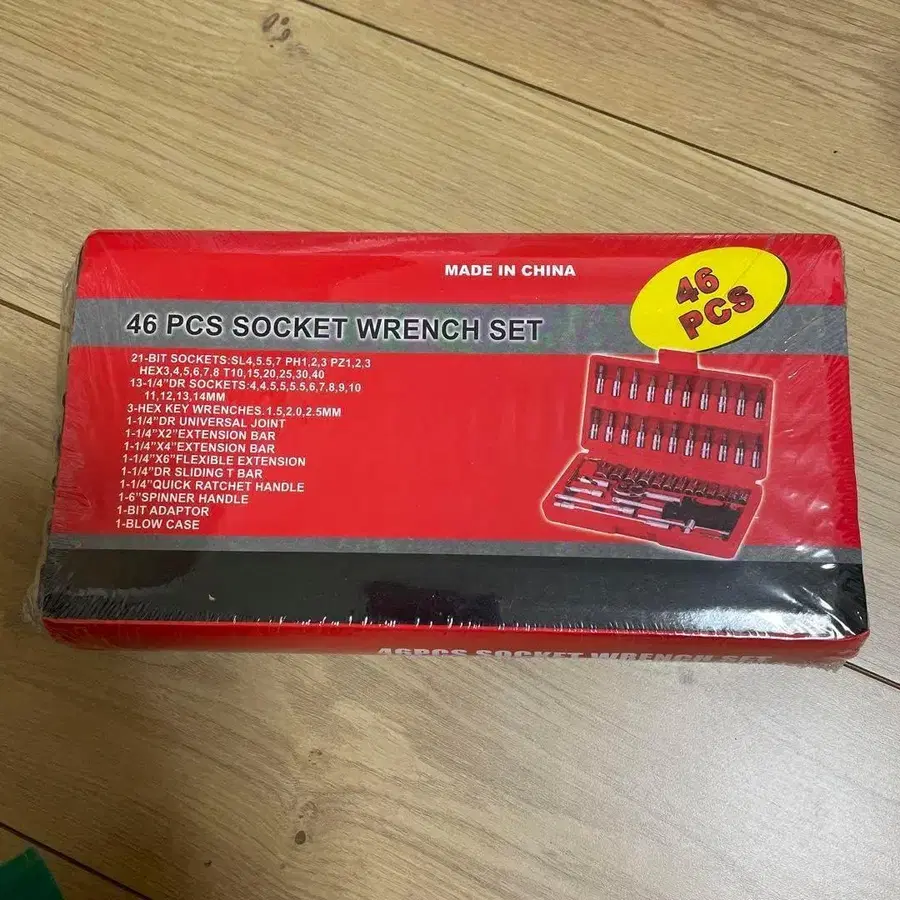 MADE IN CHINA
46 PCS
46 PCS SOCKET WRENCH SET
21-BIT SOCKETS:SL4,5.5,7 PH1,2,3 PZ1,2,3
HEX3,4,5,6,7,8 T10,15,20,25,30,40
13-1/4"DR SOCKETS:4,4.5,5,5.5,6,7,8,9,10
11,12,13,14MM
3-HEX KEY WRENCHES.1.5,2.0,2.5MM
1-1/4"DR UNIVERSAL JOINT
1-1/4"X2"EXTENSION BAR
1-1/4"X4"EXTENSION BAR
1-1/4"X6"FLEXIBLE EXTENSION
1-1/4"DR SLIDING T BAR
1-1/4"QUICK RATCHET HANDLE
1-6"SPINNER HANDLE
1-BIT ADAPTOR
1-BLOW CASE
46PCS SOCKET WRENCH SET